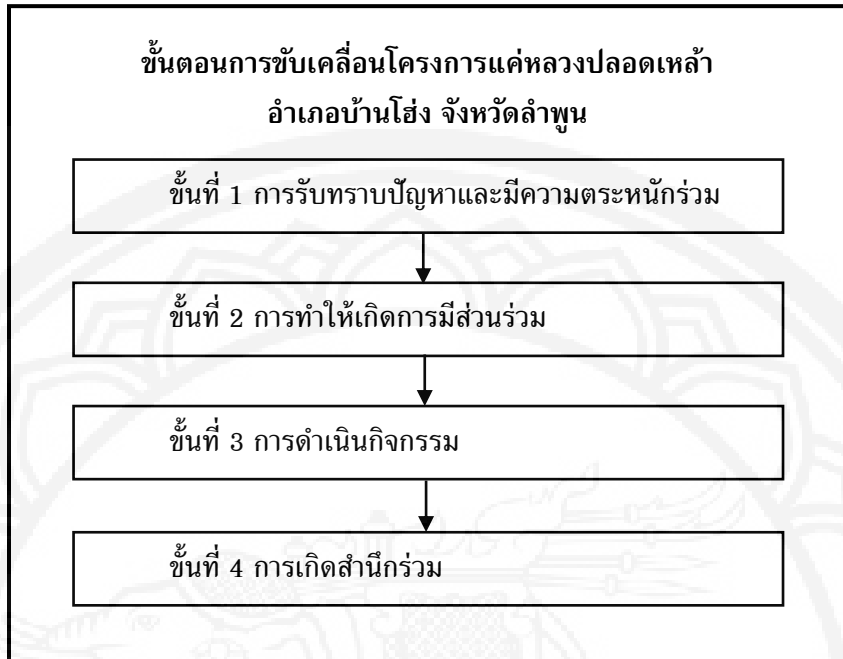 ขั้นตอนการขับเคลื่อนโครงการแค่หลวงปลอดเหล้า
อำเภอบ้านโฮ่ง จังหวัดลำพูน
ขั้นที่ 1 การรับทราบปัญหาและมีความตระหนักร่วม
ขั้นที่ 2 การทำให้เกิดการมีส่วนร่วม
ขั้นที่ 3 การดำเนินกิจกรรม
ขั้นที่ 4 การเกิดสำนึกร่วม